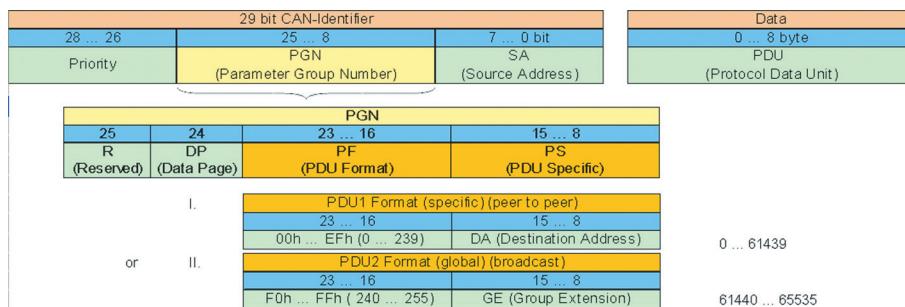 29 bit CAN-Identifier Data
28 ... 26 25 ... 8 7 ... 0 bit 0 ... 8 byte
Priority PGN SA PDU
(Parameter Group Number) (Source Address) (Protocol Data Unit)
PGN
25 24 23 ... 16 15 ... 8
R DP PF PS
(Reserved) (Data Page) (PDU Format) (PDU Specific)
I. PDU1 Format (specific) (peer to peer)
23 ... 16 15 ... 8
00h ... EFh (0 ... 239) DA (Destination Address) 0 ... 61439
or II. PDU2 Format (global) (broadcast)
23 ... 16 15 ... 8
F0h ... FFh ( 240 ... 255) GE (Group Extension) 61440 ... 65535